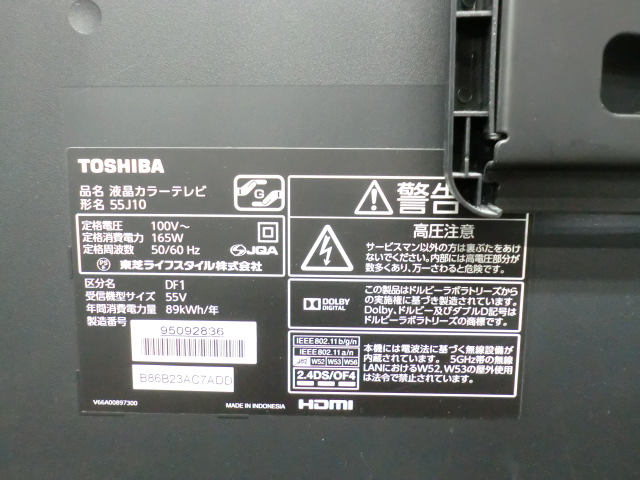 TOSHIBA
品名 液晶カラーテレビ
形名 55J10
定格電圧 100V～
定格消費電力 165W
定格周波数 50/60 Hz
JQA
PS 東芝ライフスタイル株式会社
区分名 DF1
受信機型サイズ 55V
年間消費電力量 89kWh/年
製造番号
95092836
B86B23AC7ADD
V66A00897300
MADE IN INDONESIA
G
警告
高圧注意
サービスマン以外の方は裏ぶたをあけ
ないでください。内部には高電圧部分が
数多くあり、万一さわると危険です。
DOLBY
DIGITAL
この製品はドルビーラボラトリーズから
の実施権に基づき製造されています。
Dolby、ドルビー及びダブルD記号は
ドルビーラボラトリーズの商標です。
IEEE802.11b/g/n
IEEE802.11a/n
J52 W52 W53 W56
2.4DS/OF4
本機には電波法に基づく無線設備が
内蔵されています。 5GHz帯の無線
LANにおけるW52、W53の屋外使用
は法令で禁止されています。
HDMI